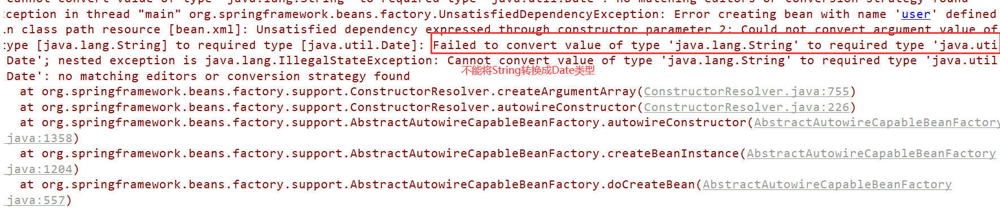 cannot convert value of type 'java.lang.String' to required type 'java.util.Date': no matching editors or conversion strategy found
ception in thread "main" org.springframework.beans.factory.UnsatisfiedDependencyException: Error creating bean with name 'user' defined
in class path resource [bean.xml]: Unsatisfied dependency expressed through constructor parameter 2: Could not convert argument value of
type [java.lang.String] to required type [java.util.Date]: Failed to convert value of type 'java.lang.String' to required type 'java.uti
Date'; nested exception is java.lang.IllegalStateException: Cannot convert value of type 'java.lang.String' to required type 'java.util
不能将String转换成Date类型
Date': no matching editors or conversion strategy found
at org.springframework.beans.factory.support.ConstructorResolver.createArgumentArray(ConstructorResolver.java:755)
at org.springframework.beans.factory.support.ConstructorResolver.autowireConstructor(ConstructorResolver.java:226)
at org.springframework.beans.factory.support.AbstractAutowireCapableBeanFactory.autowireConstructor(AbstractAutowireCapableBeanFactory
java:1358)
at org.springframework.beans.factory.support.AbstractAutowireCapableBeanFactory.createBeanInstance(AbstractAutowireCapableBeanFactory
java:1204)
at org.springframework.beans.factory.support.AbstractAutowireCapableBeanFactory.doCreateBean(AbstractAutowireCapableBeanFactory
java:557)